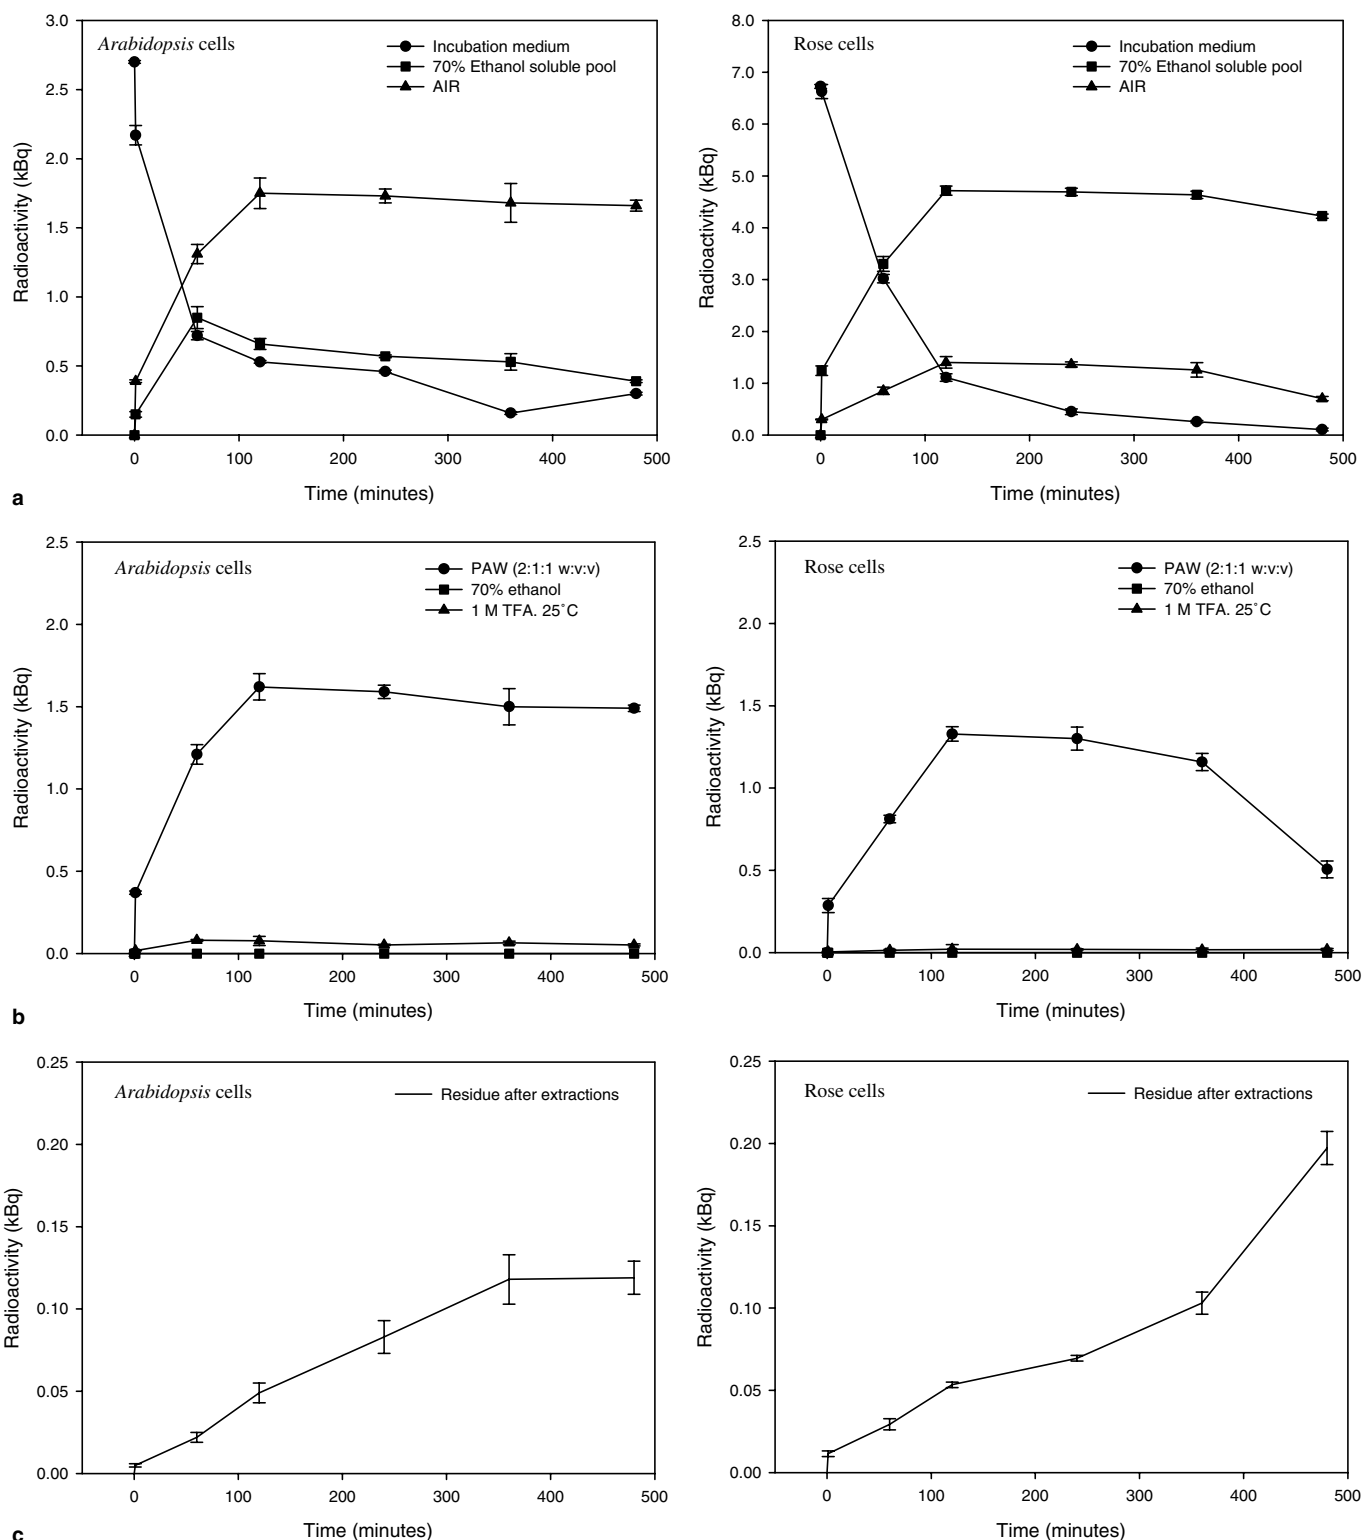 Arabidopsis cells
Incubation medium
70% Ethanol soluble pool
AIR
3.0
2.5
2.0
1.5
1.0
0.5
0.0
Radioactivity (kBq)
0 100 200 300 400 500
Time (minutes)
Rose cells
Incubation medium
70% Ethanol soluble pool
AIR
8.0
7.0
6.0
5.0
4.0
3.0
2.0
1.0
0.0
Radioactivity (kBq)
0 100 200 300 400 500
Time (minutes)
a
Arabidopsis cells
PAW (2:1:1 w:v:v)
70% ethanol
1 M TFA. 25˚C
2.5
2.0
1.5
1.0
0.5
0.0
Radioactivity (kBq)
0 100 200 300 400 500
Time (minutes)
Rose cells
PAW (2:1:1 w:v:v)
70% ethanol
1 M TFA. 25˚C
2.5
2.0
1.5
1.0
0.5
0.0
Radioactivity (kBq)
0 100 200 300 400 500
Time (minutes)
b
Arabidopsis cells
Residue after extractions
0.25
0.20
0.15
0.10
0.05
0.00
Radioactivity (kBq)
0 100 200 300 400 500
Time (minutes)
Rose cells
Residue after extractions
0.25
0.20
0.15
0.10
0.05
0.00
Radioactivity (kBq)
0 100 200 300 400 500
Time (minutes)
c